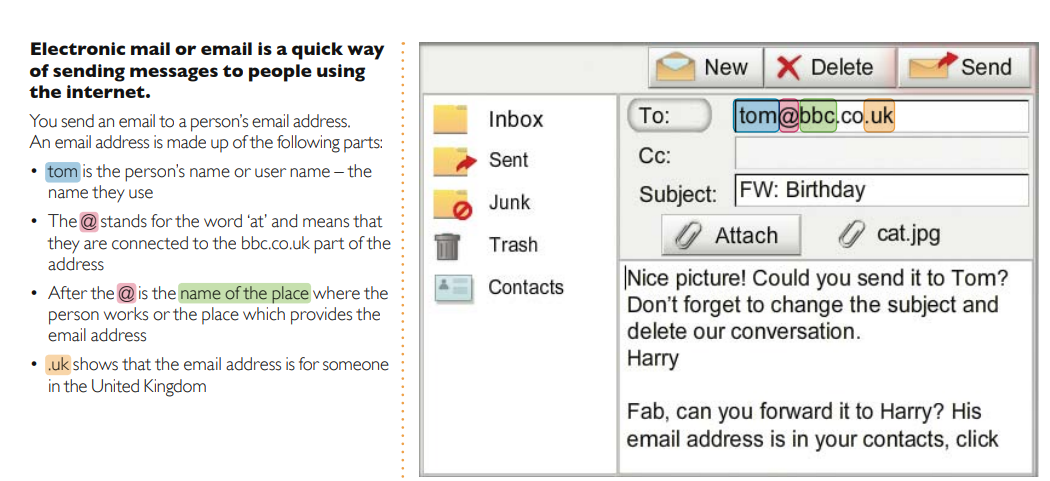 Electronic mail or email is a quick way
of sending messages to people using
the internet.
You send an email to a person's email address.
An email address is made up of the following parts:
• tom is the person's name or user name – the
name they use
• The @ stands for the word 'at' and means that
they are connected to the bbc.co.uk part of the
address
• After the @ is the name of the place where the
person works or the place which provides the
email address
• .uk shows that the email address is for someone
in the United Kingdom
New
Delete
Send
Inbox
Sent
Junk
Trash
Contacts
To: tom@bbc.co.uk
Cc:
Subject: FW: Birthday
Attach cat.jpg
Nice picture! Could you send it to Tom?
Don't forget to change the subject and
delete our conversation.
Harry
Fab, can you forward it to Harry? His
email address is in your contacts, click